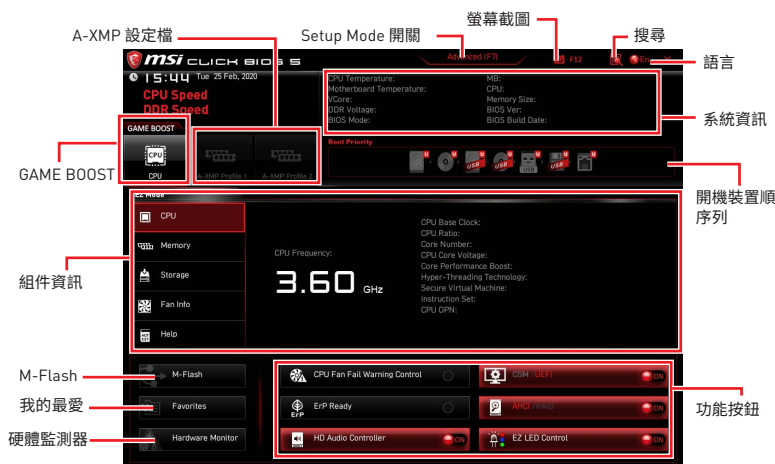 螢幕截圖
A-XMP 設定檔
Setup Mode 開關
搜尋
語言
系統資訊
開機裝置順
序列
GAME BOOST
組件資訊
M-Flash
我的最愛
硬體監測器
功能按鈕
msi CLICK BIOS 5
Advanced (F7)
F12
En
15:44 Tue 25 Feb, 2020
CPU Speed
DDR Speed
CPU Temperature:
Motherboard Temperature:
VCore:
DDR Voltage:
BIOS Mode:
MB:
CPU:
Memory Size:
BIOS Ver:
BIOS Build Date:
GAME BOOST
CPU
CPU
A-XMP Profile 1
A-XMP Profile 2
Boot Priority
U
U
U
USB
U
USB
U
USB
U
USB
U
EZ Mode
CPU
Memory
Storage
Fan Info
Help
CPU Frequency:
3.60 GHz
CPU Base Clock:
CPU Ratio:
Core Number:
CPU Core Voltage:
Core Performance Boost:
Hyper-Threading Technology:
Secure Virtual Machine:
Instruction Set:
CPU OPN:
M-Flash
Favorites
Hardware Monitor
CPU Fan Fail Warning Control
CSM /UEFI
ON
ErP
ErP Ready
AHCI /RAID
ON
HD Audio Controller
ON
EZ LED Control
ON